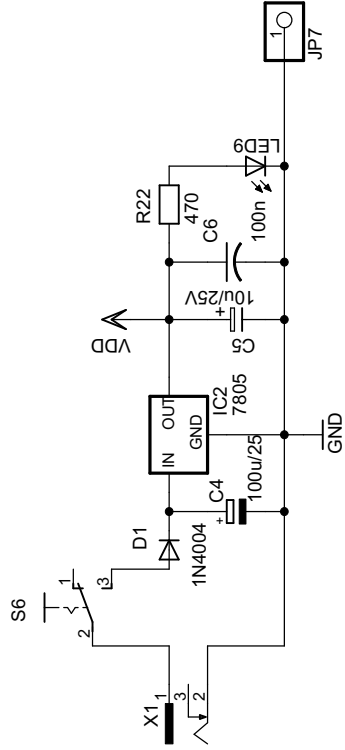 S6
1
2
3
X1
1
3
2
D1
1N4004
C4
+
100u/25
IN
OUT
GND
IC2
7805
VDD
C5
+
10u/25V
C6
100n
R22
470
LED9
GND
1
JP7